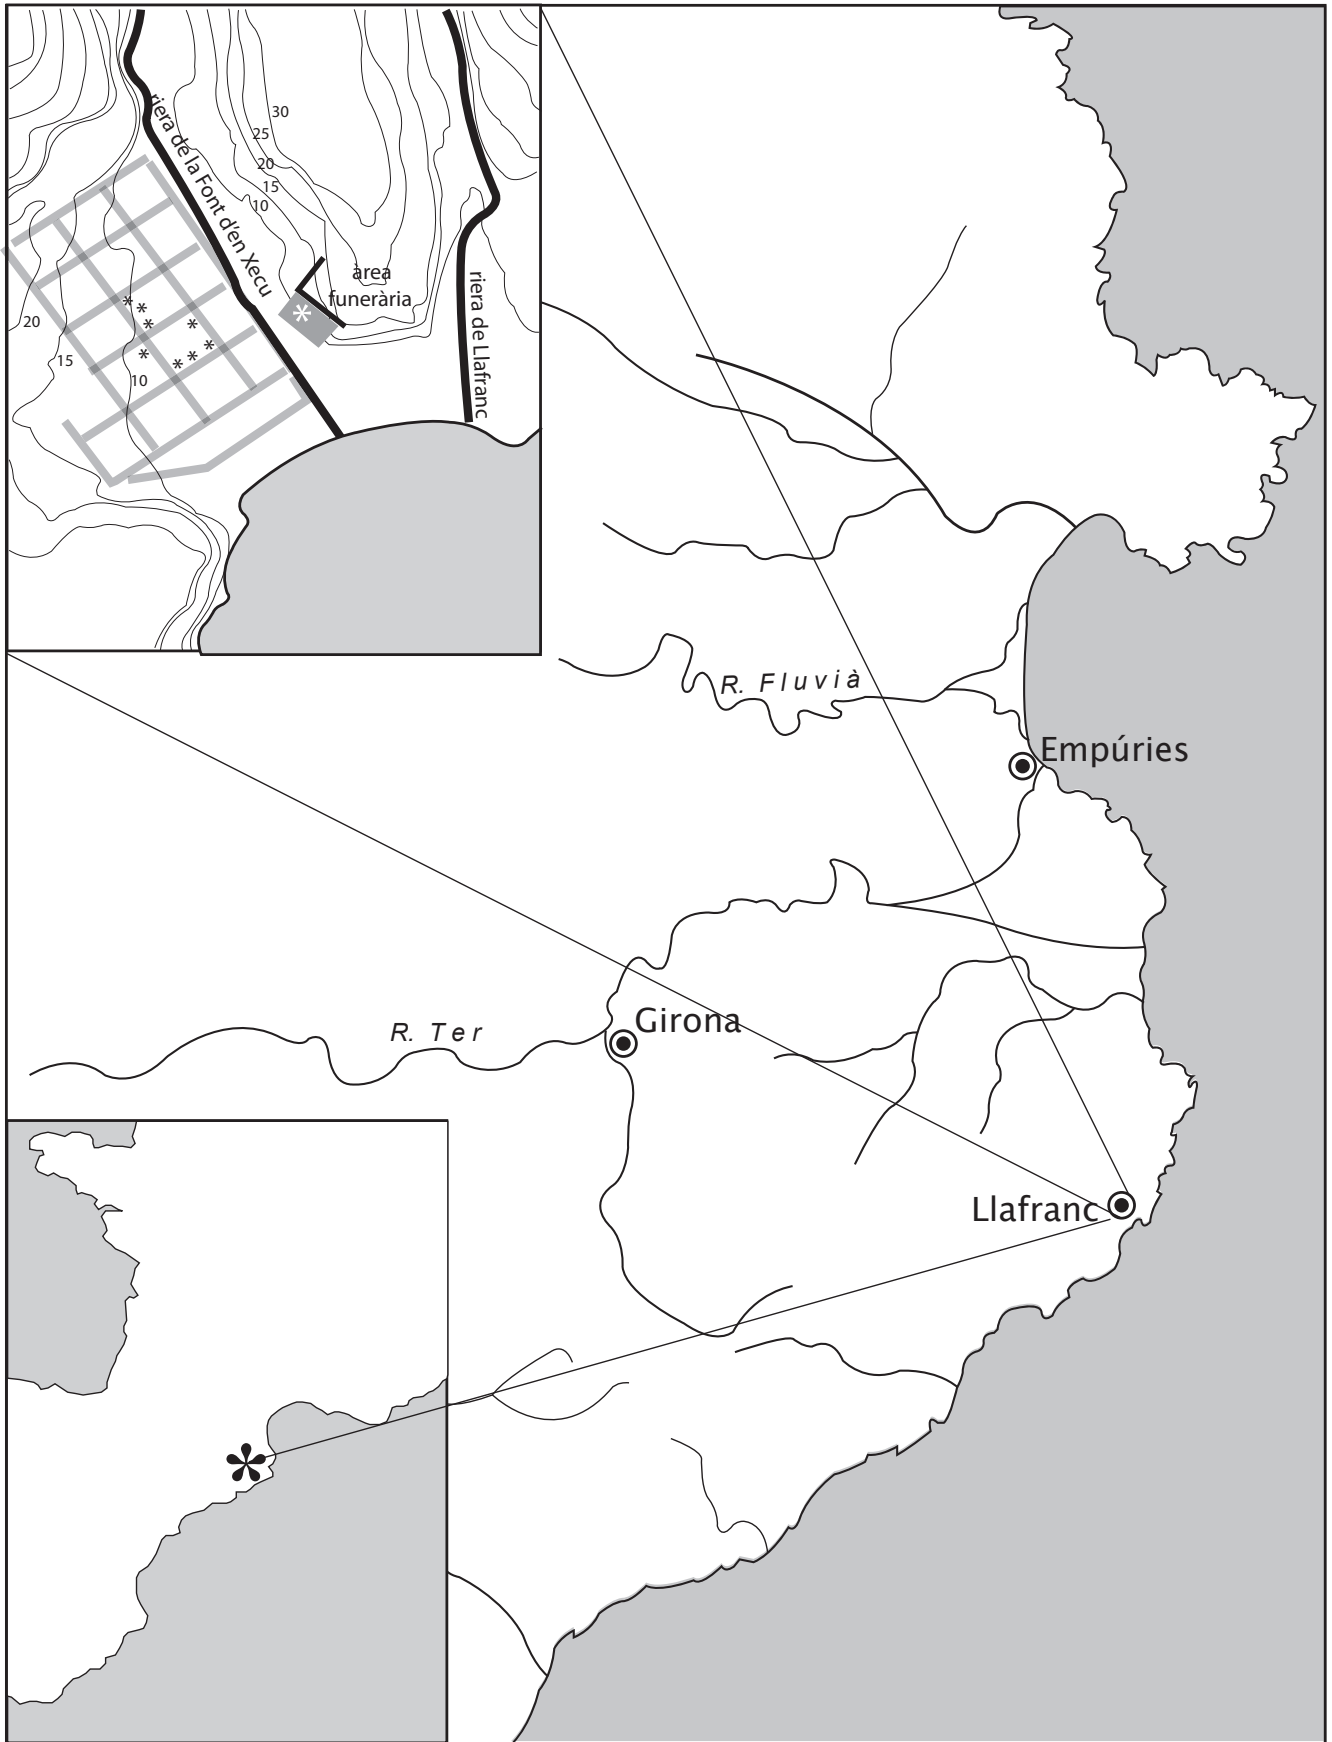 30
25
20
15
10
riera de la Font d'en Xecu
àrea
funerària
riera de Llafranc
20
15
10
*
R. Fluvià
Empúries
Girona
R. Ter
Llafranc
*